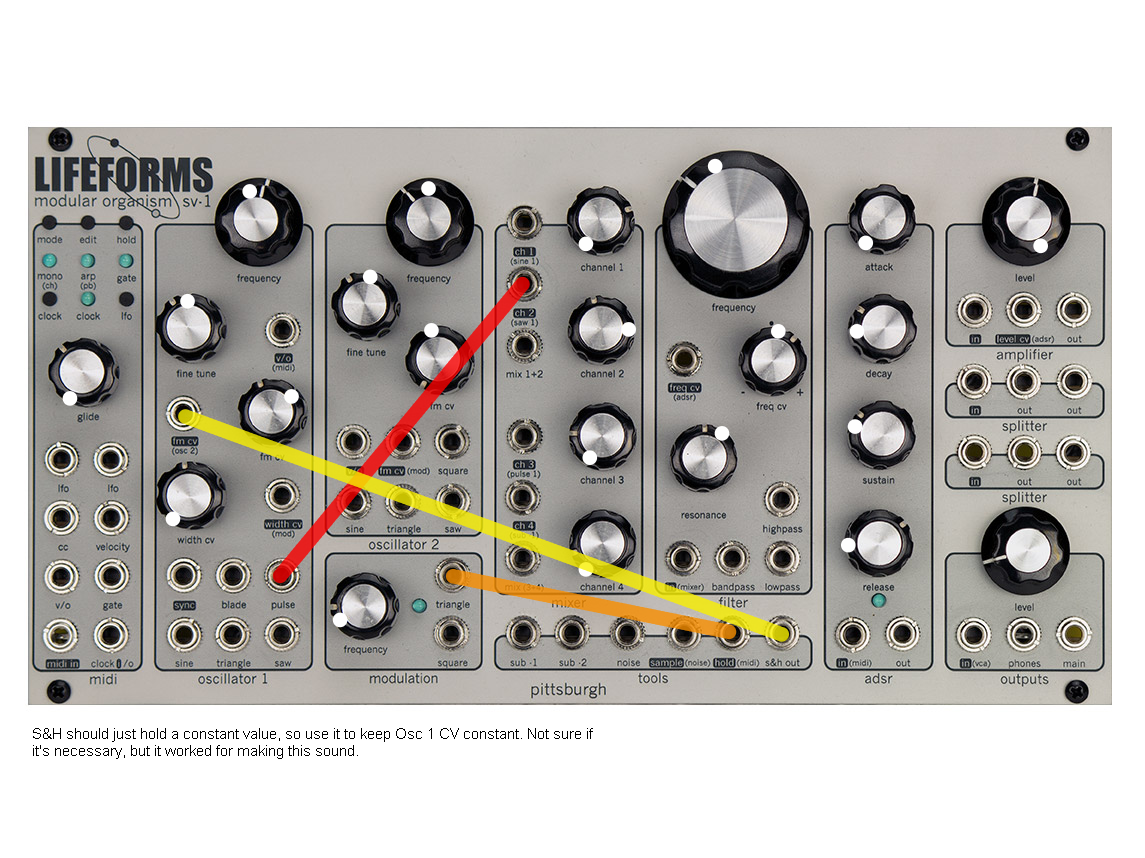 LIFEFORMS
modular organism sv-1
mode edit hold
mono arp gate
(ch) (pb)
clock clock lfo
glide
lfo lfo
cc velocity
v/o gate
midi in clock i/o
midi
frequency
fine tune
v/o
(midi)
fm cv
(osc 2)
fm cv
width cv
width cv
(mod)
sync blade pulse
sine triangle saw
oscillator 1
frequency
fine tune
fm cv
fm cv (mod) square
sine triangle saw
oscillator 2
triangle
frequency
square
modulation
ch 1
(sine 1)
channel 1
ch 2
(saw 1)
mix 1+2
channel 2
ch 3
(pulse 1)
channel 3
ch 4
(sub -1)
mix (3+4)
channel 4
mixer
frequency
freq cv
(adsr)
- freq cv +
resonance
highpass
in (mixer) bandpass lowpass
filter
sub -1 sub -2 noise sample (noise) hold (midi) s&h out
tools
pittsburgh
attack
decay
sustain
release
in (midi) out
adsr
level
in level cv (adsr) out
amplifier
in out out
splitter
in out out
splitter
level
in (vca) phones main
outputs
S&H should just hold a constant value, so use it to keep Osc 1 CV constant. Not sure if
it's necessary, but it worked for making this sound.